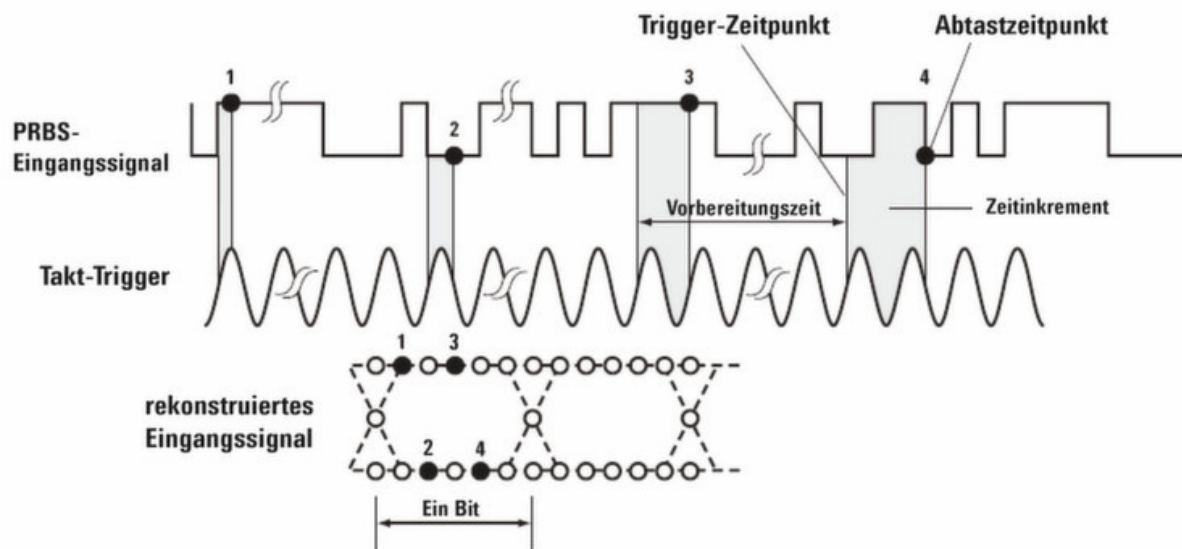 Trigger-Zeitpunkt
Abtastzeitpunkt
1
3
4
PRBS-
Eingangssignal
2
Vorbereitungszeit
Zeitinkrement
Takt-Trigger
1
3
rekonstruiertes
Eingangssignal
2
4
Ein Bit